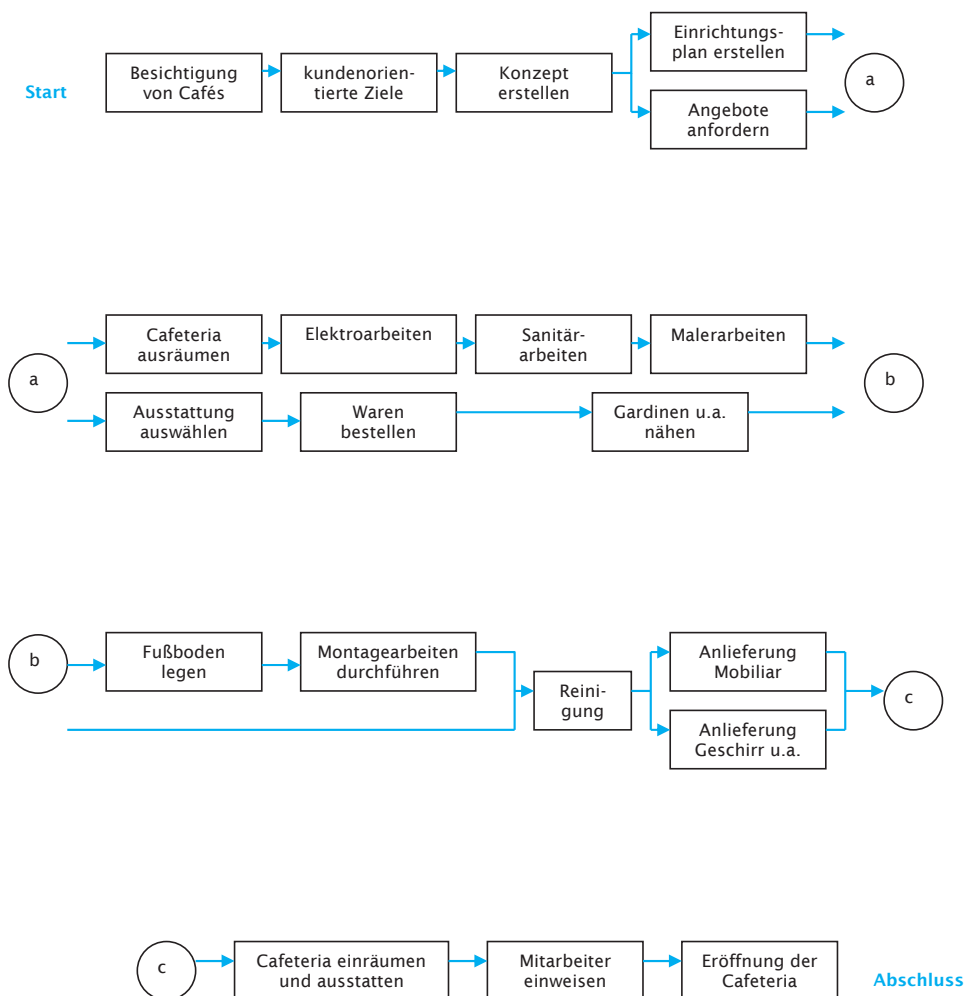 Start
Besichtigung
von Cafés
kundenorien-
tierte Ziele
Konzept
erstellen
Einrichtungs-
plan erstellen
Angebote
anfordern
a
a
Cafeteria
ausräumen
Elektroarbeiten
Sanitär-
arbeiten
Malerarbeiten
Ausstattung
auswählen
Waren
bestellen
Gardinen u.a.
nähen
b
b
Fußboden
legen
Montagearbeiten
durchführen
Reini-
gung
Anlieferung
Mobiliar
Anlieferung
Geschirr u.a.
c
c
Cafeteria einräumen
und ausstatten
Mitarbeiter
einweisen
Eröffnung der
Cafeteria
Abschluss